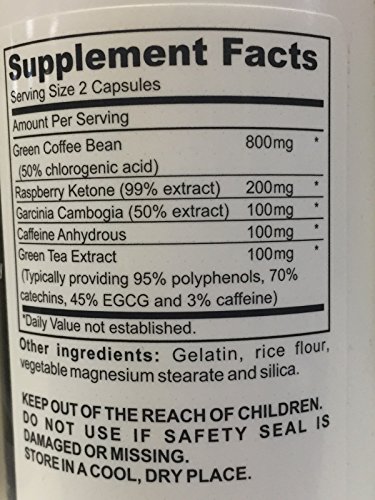 Supplement Facts
Serving Size 2 Capsules
Amount Per Serving
Green Coffee Bean 800mg *
(50% chlorogenic acid)
Raspberry Ketone (99% extract) 200mg *
Garcinia Cambogia (50% extract) 100mg *
Caffeine Anhydrous 100mg *
Green Tea Extract 100mg *
(Typically providing 95% polyphenols, 70%
catechins, 45% EGCG and 3% caffeine)
*Daily Value not established.
Other ingredients: Gelatin, rice flour,
vegetable magnesium stearate and silica.
KEEP OUT OF THE REACH OF CHILDREN.
DO NOT USE IF SAFETY SEAL IS
DAMAGED OR MISSING.
STORE IN A COOL, DRY PLACE.